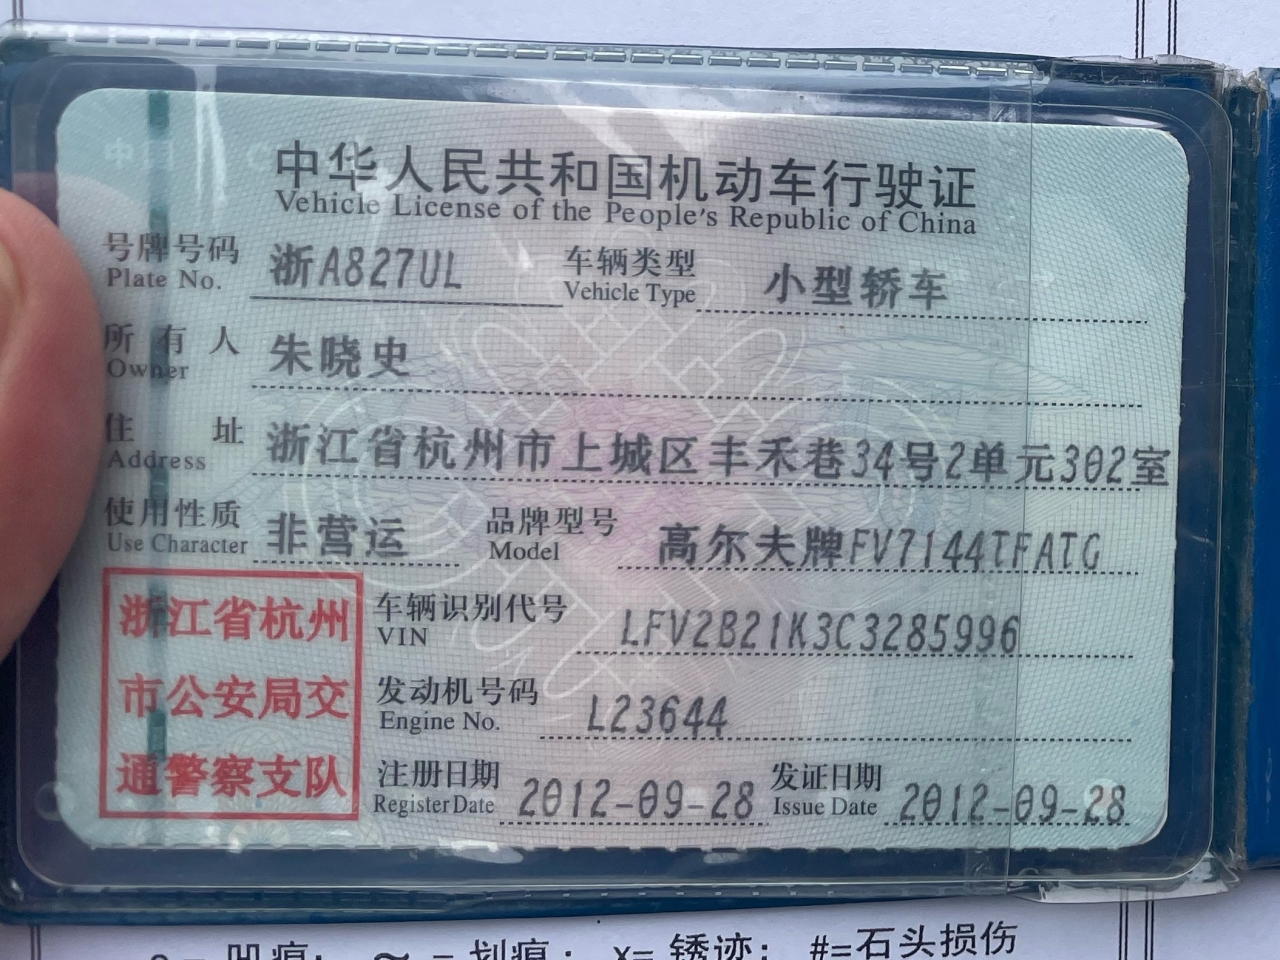 中华人民共和国机动车行驶证
Vehicle License of the People's Republic of China
号牌号码 浙A827UL 车辆类型 小型轿车
Plate No. Vehicle Type
所有人 朱晓史
Owner
住址 浙江省杭州市上城区丰禾巷34号2单元302室
Address
使用性质 非营运 品牌型号 高尔夫牌FV7144TFATG
Use Character Model
浙江省杭州
市公安局交
通警察支队
车辆识别代号 LFV2B21K3C3285996
VIN
发动机号码 L23644
Engine No.
注册日期 2012-09-28 发证日期 2012-09-28
Register Date Issue Date
凹痕; ~ = 划痕; x= 锈迹; #=石头损伤